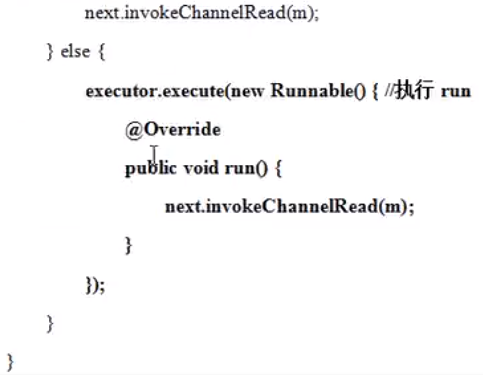 next.invokeChannelRead(m);
} else {
executor.execute(new Runnable() { //执行 run
@Override
public void run() {
next.invokeChannelRead(m);
}
});
}
}